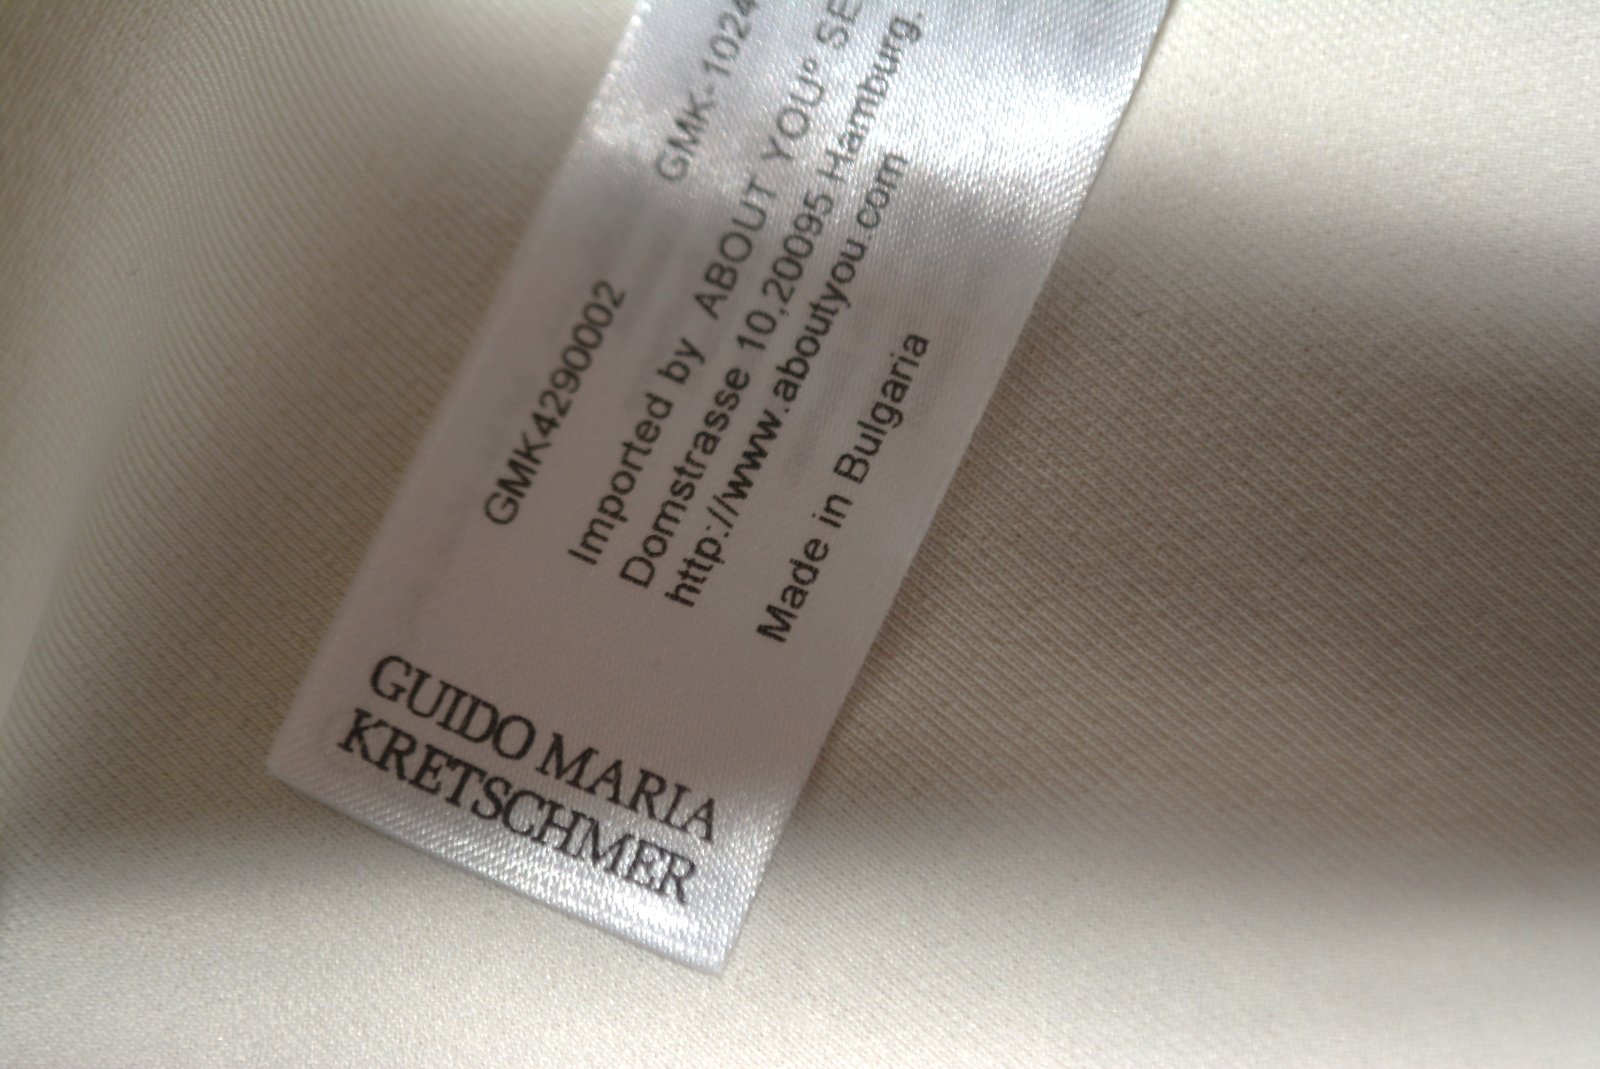 GMK-1024
GMK4290002
Imported by ABOUT YOU° SE
Domstrasse 10,20095 Hamburg.
http://www.aboutyou.com
Made in Bulgaria
GUIDO MARIA
KRETSCHMER